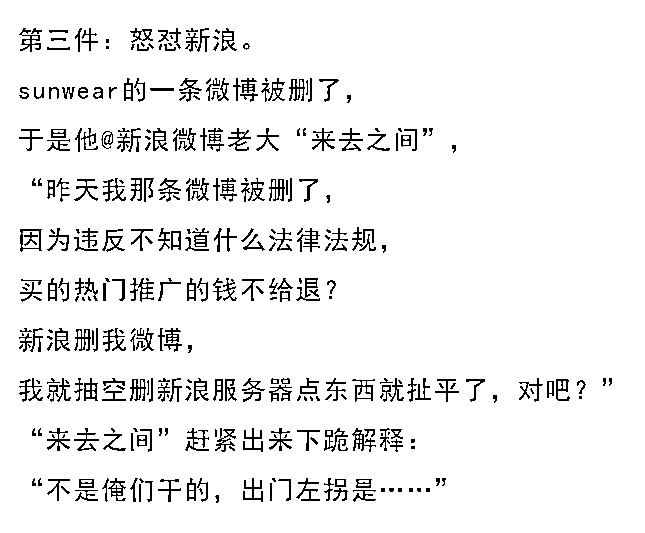 第三件：怒怼新浪。
sunwear的一条微博被删了，
于是他@新浪微博老大“来去之间”，
“昨天我那条微博被删了，
因为违反不知道什么法律法规，
买的热门推广的钱不给退？
新浪删我微博，
我就抽空删新浪服务器点东西就扯平了，对吧？”
“来去之间”赶紧出来下跪解释：
“不是俺们干的，出门左拐是……”